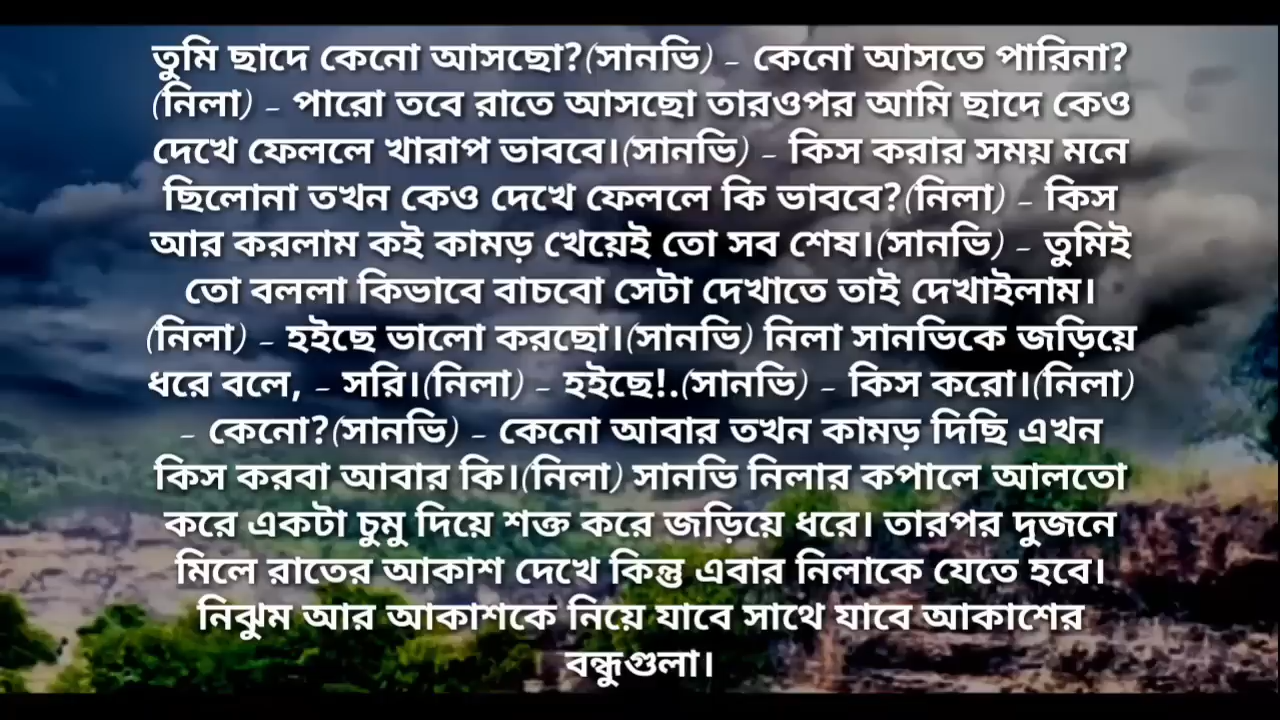 তুমি ছাদে কেনো আসছো?(সানভি) - কেনো আসতে পারিনা?
(নিলা) - পারো তবে রাতে আসছো তারওপর আমি ছাদে কেও
দেখে ফেললে খারাপ ভাববে।(সানভি) - কিস করার সময় মনে
ছিলোনা তখন কেও দেখে ফেললে কি ভাববে?(নিলা) - কিস
আর করলাম কই কামড় খেয়েই তো সব শেষ।(সানভি) - তুমিই
তো বললা কিভাবে বাচবো সেটা দেখাতে তাই দেখাইলাম।
(নিলা) - হইছে ভালো করছো।(সানভি) নিলা সানভিকে জড়িয়ে
ধরে বলে, - সরি।(নিলা) - হইছে!.(সানভি) - কিস করো।(নিলা)
- কেনো?(সানভি) - কেনো আবার তখন কামড় দিছি এখন
কিস করবা আবার কি।(নিলা) সানভি নিলার কপালে আলতো
করে একটা চুমু দিয়ে শক্ত করে জড়িয়ে ধরে। তারপর দুজনে
মিলে রাতের আকাশ দেখে কিন্তু এবার নিলাকে যেতে হবে।
নিঝুম আর আকাশকে নিয়ে যাবে সাথে যাবে আকাশের
বন্ধুগুলা।